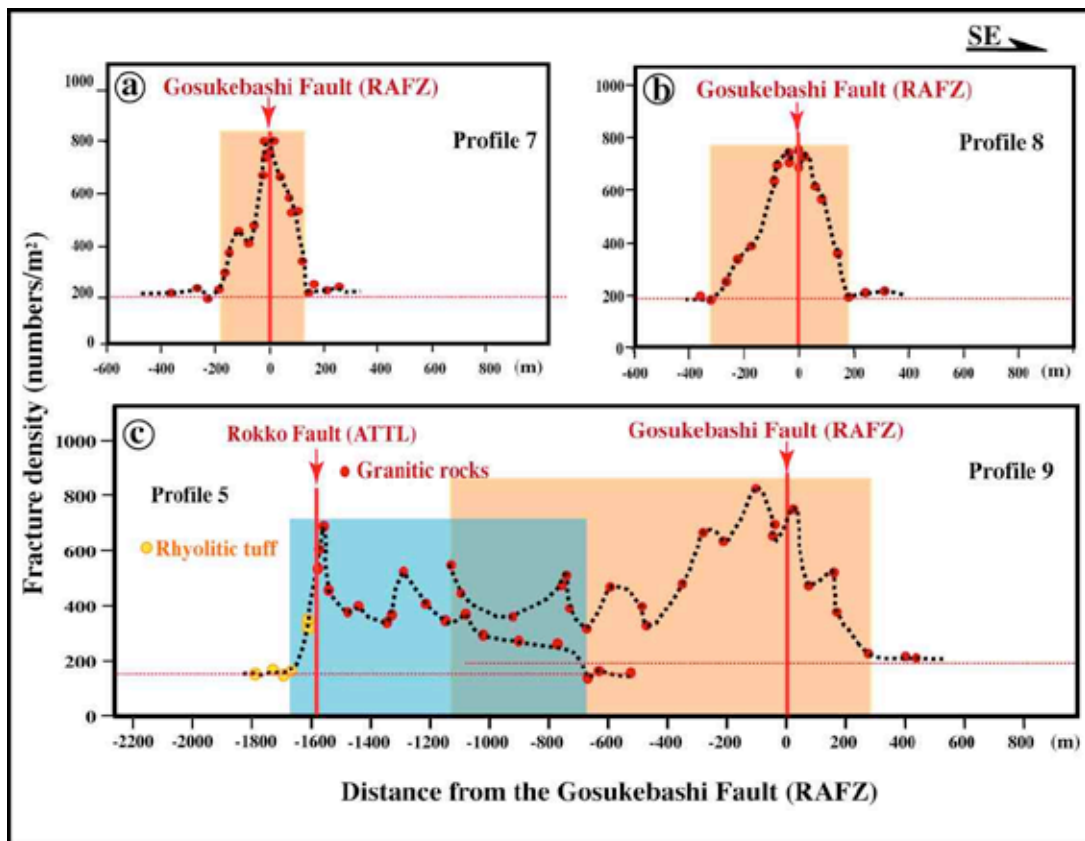 SE
Fracture density (numbers/m²)
a
Gosukebashi Fault (RAFZ)
Profile 7
1000
800
600
400
200
0
-600 -400 -200 0 200 400 600 800 (m)
b
Gosukebashi Fault (RAFZ)
Profile 8
1000
800
600
400
200
0
-600 -400 -200 0 200 400 600 800 (m)
c
Rokko Fault (ATTL)
Gosukebashi Fault (RAFZ)
Granitic rocks
Profile 5
Profile 9
Rhyolitic tuff
1000
800
600
400
200
0
-2200 -2000 -1800 -1600 -1400 -1200 -1000 -800 -600 -400 -200 0 200 400 600 800 (m)
Distance from the Gosukebashi Fault (RAFZ)